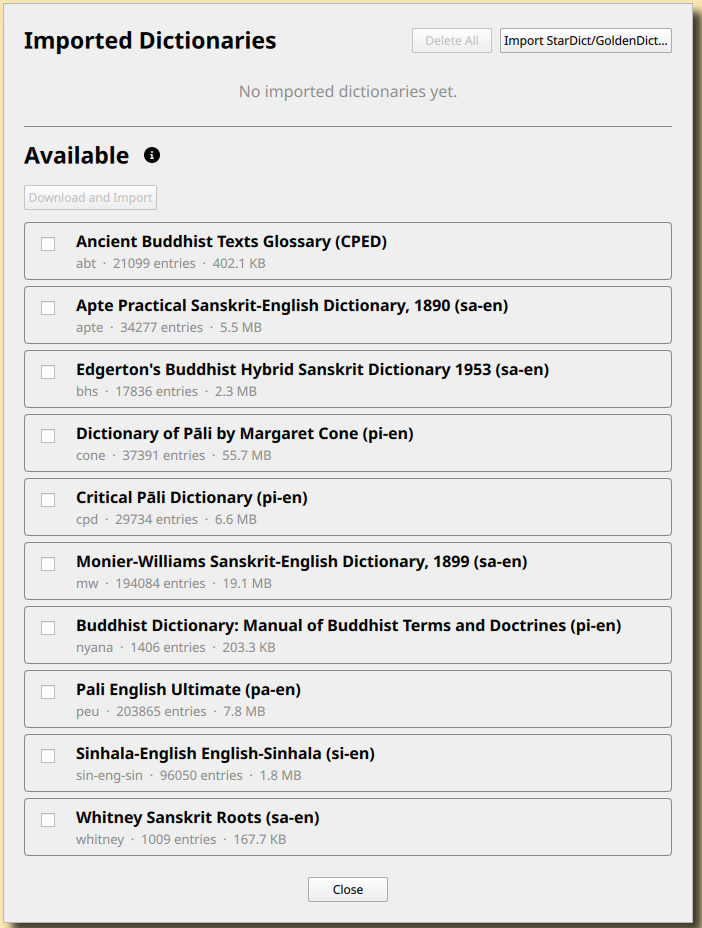 Imported Dictionaries
Delete All
Import StarDict/GoldenDict...
No imported dictionaries yet.
Available
Download and Import
Ancient Buddhist Texts Glossary (CPED)
abt · 21099 entries · 402.1 KB
Apte Practical Sanskrit-English Dictionary, 1890 (sa-en)
apte · 34277 entries · 5.5 MB
Edgerton's Buddhist Hybrid Sanskrit Dictionary 1953 (sa-en)
bhs · 17836 entries · 2.3 MB
Dictionary of Pāli by Margaret Cone (pi-en)
cone · 37391 entries · 55.7 MB
Critical Pāli Dictionary (pi-en)
cpd · 29734 entries · 6.6 MB
Monier-Williams Sanskrit-English Dictionary, 1899 (sa-en)
mw · 194084 entries · 19.1 MB
Buddhist Dictionary: Manual of Buddhist Terms and Doctrines (pi-en)
nyana · 1406 entries · 203.3 KB
Pali English Ultimate (pa-en)
peu · 203865 entries · 7.8 MB
Sinhala-English English-Sinhala (si-en)
sin-eng-sin · 96050 entries · 1.8 MB
Whitney Sanskrit Roots (sa-en)
whitney · 1009 entries · 167.7 KB
Close